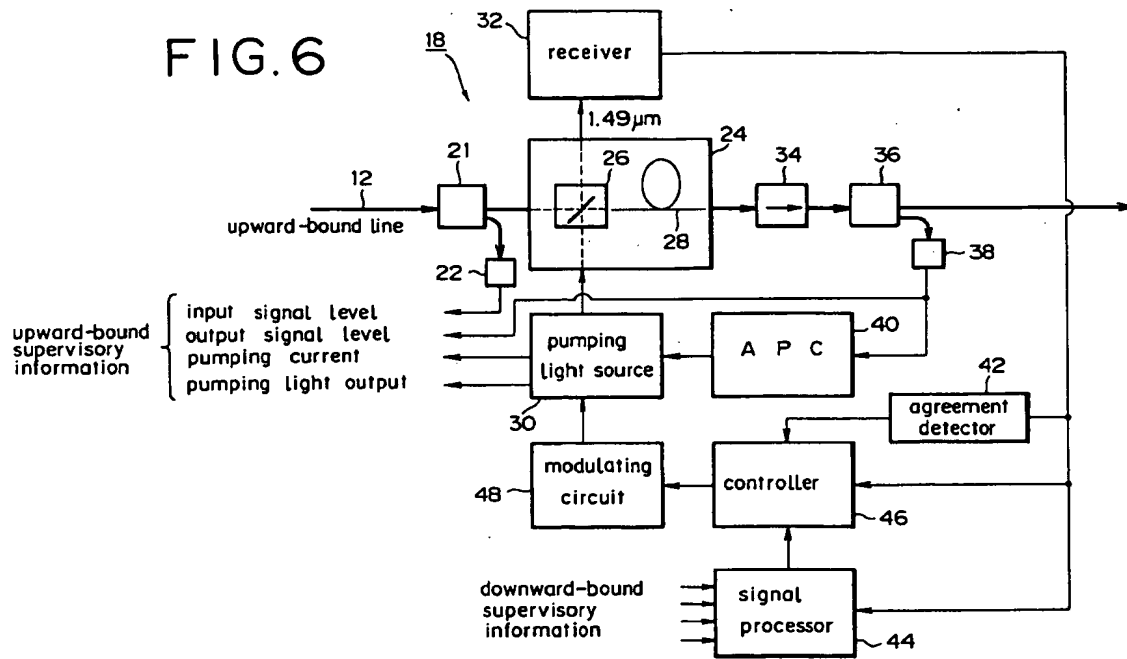 FIG. 6
18
32
receiver
1.49μm
24
21
26
34
36
12
upward-bound line
28
22
38
upward-bound
supervisory
information
input signal level
output signal level
pumping current
pumping light output
pumping
light source
30
40
A P C
42
agreement
detector
modulating
circuit
48
controller
46
downward-bound
supervisory
information
signal
processor
44